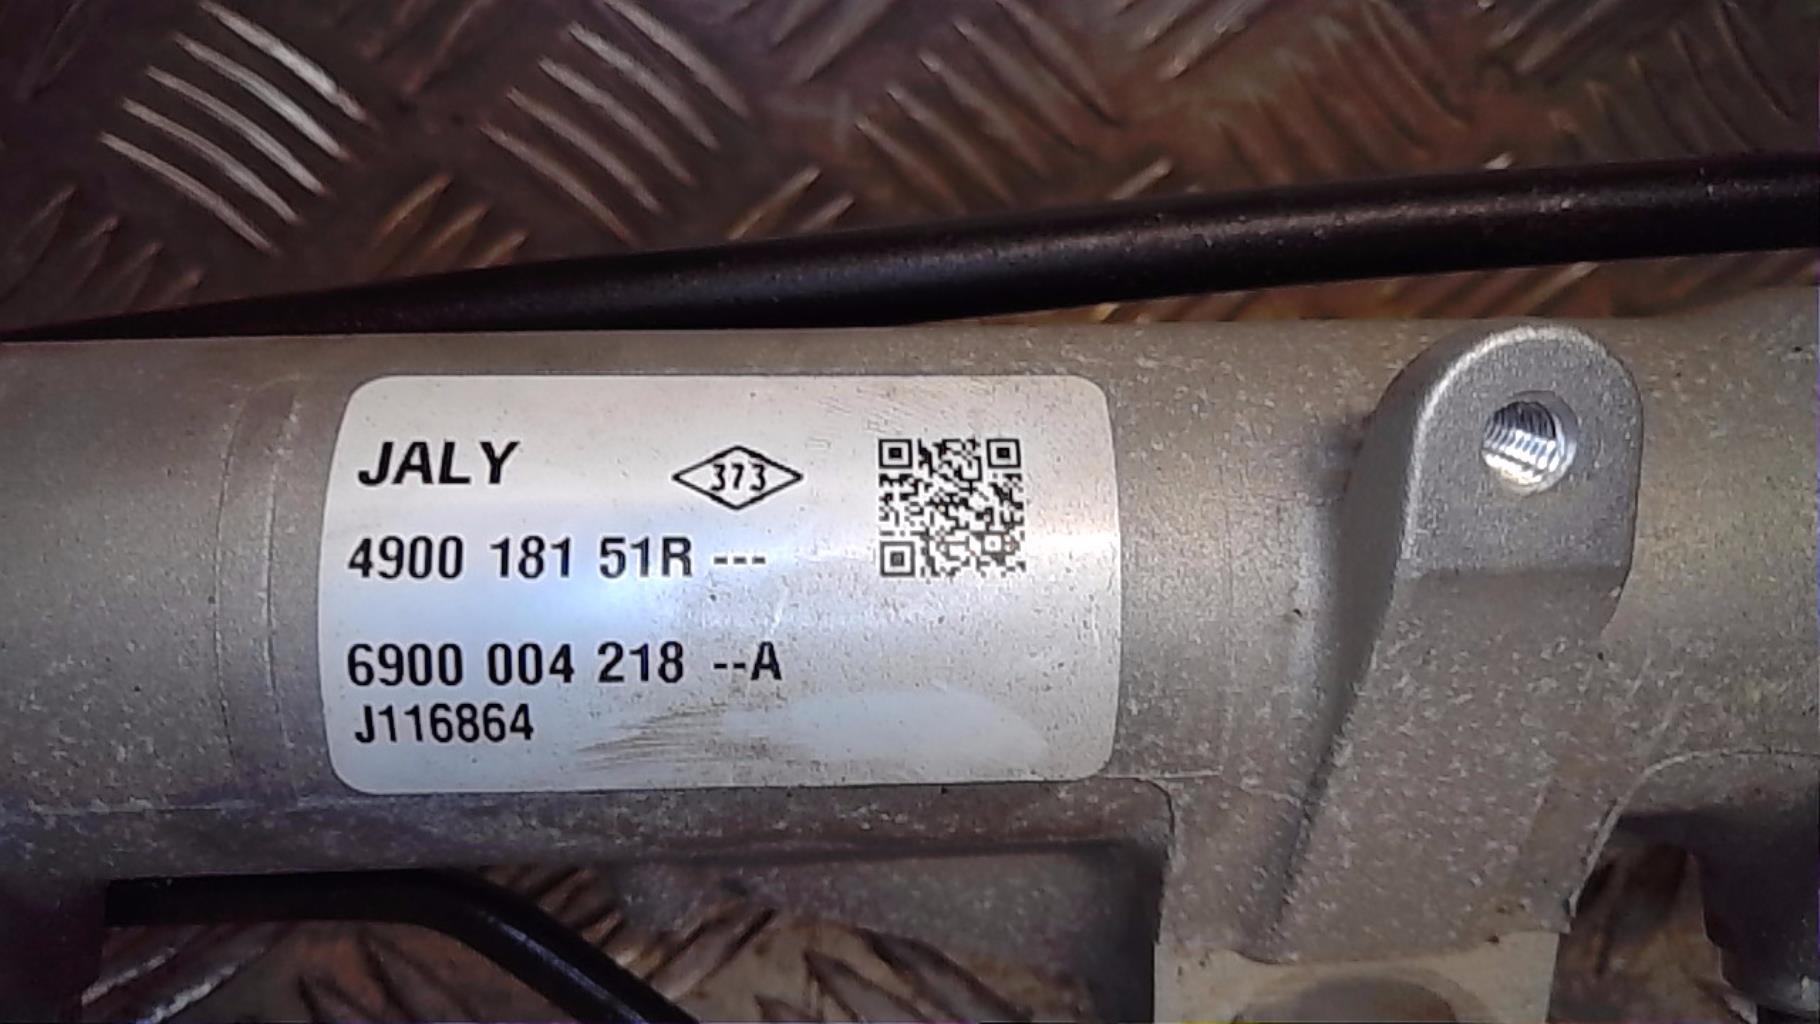 JALY 373
4900 181 51R ---
6900 004 218 --A
J116864